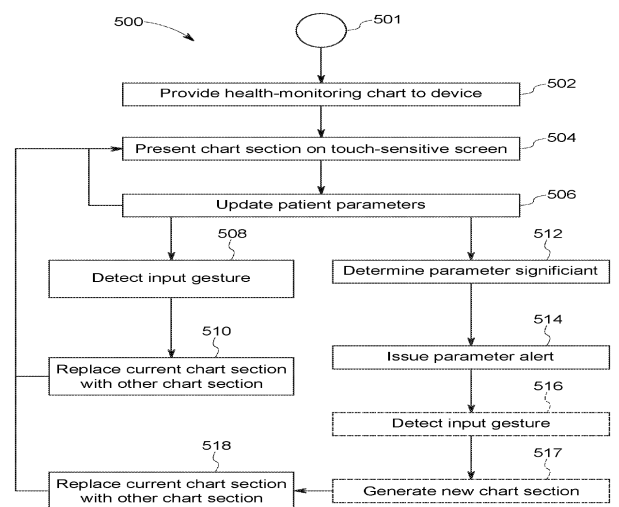 500
501
Provide health-monitoring chart to device
502
Present chart section on touch-sensitive screen
504
Update patient parameters
506
508
Detect input gesture
512
Determine parameter significiant
510
Replace current chart section
with other chart section
514
Issue parameter alert
516
Detect input gesture
518
Replace current chart section
with other chart section
517
Generate new chart section